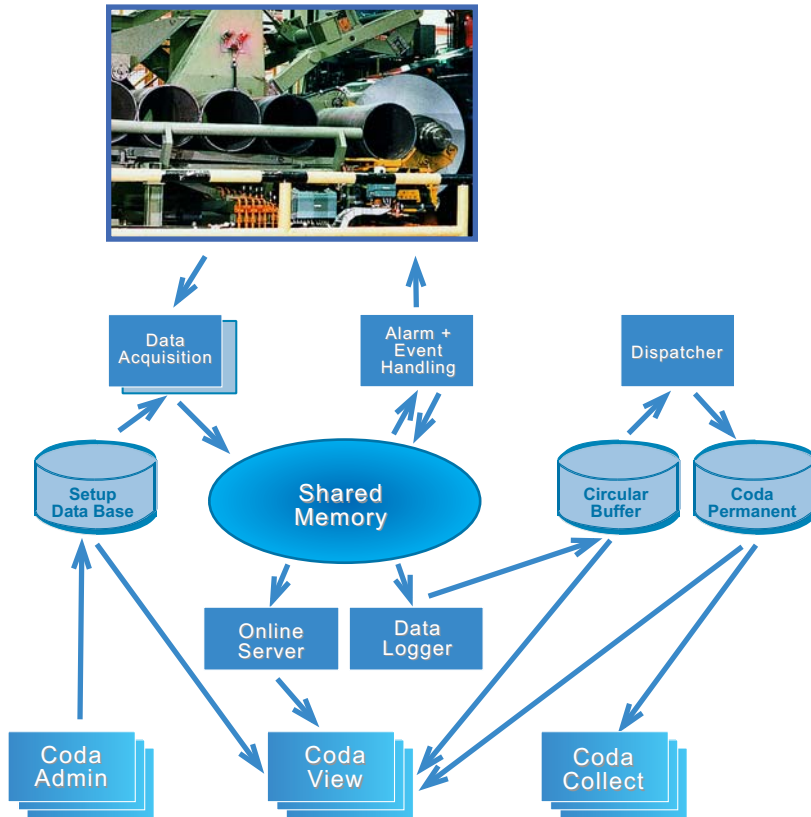 Data
Acquisition
Alarm +
Event
Handling
Dispatcher
Setup
Data Base
Shared
Memory
Circular
Buffer
Coda
Permanent
Online
Server
Data
Logger
Coda
Admin
Coda
View
Coda
Collect